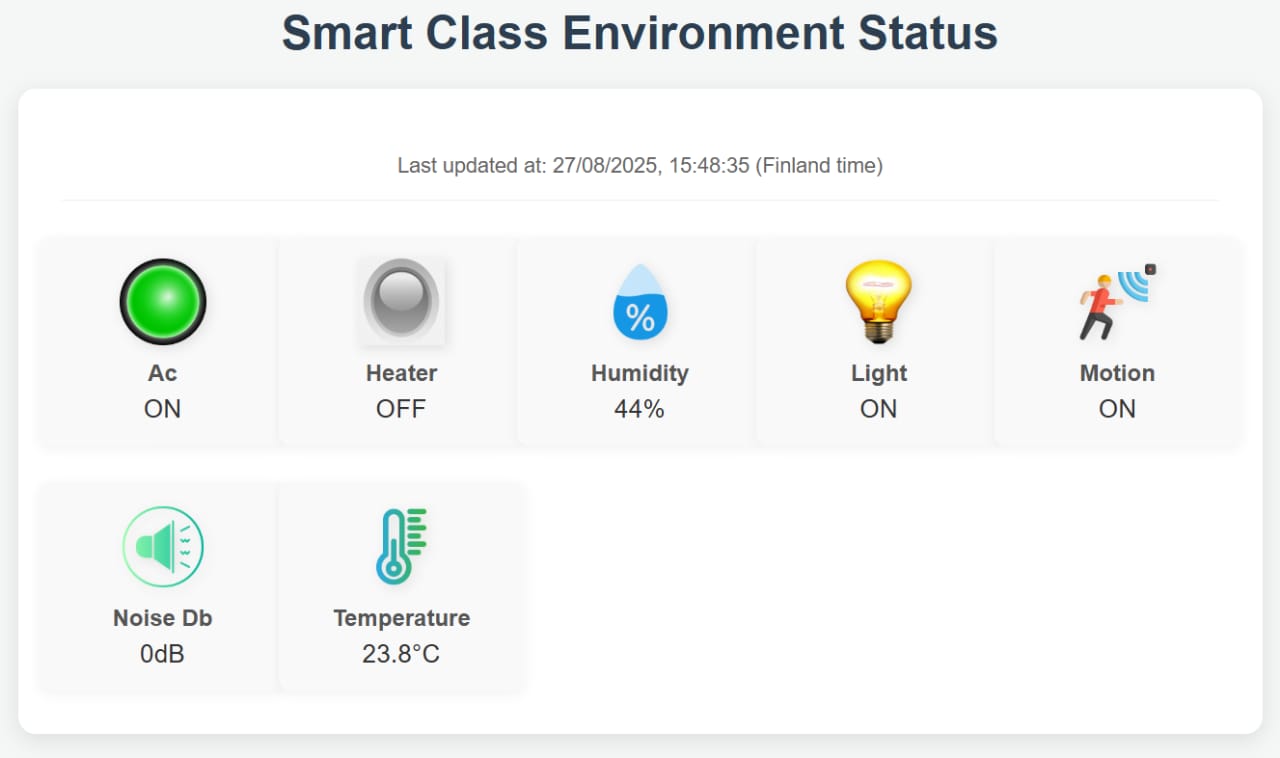 Smart Class Environment Status
Last updated at: 27/08/2025, 15:48:35 (Finland time)
Ac
ON
Heater
OFF
%
Humidity
44%
Light
ON
Motion
ON
Noise Db
0dB
Temperature
23.8°C